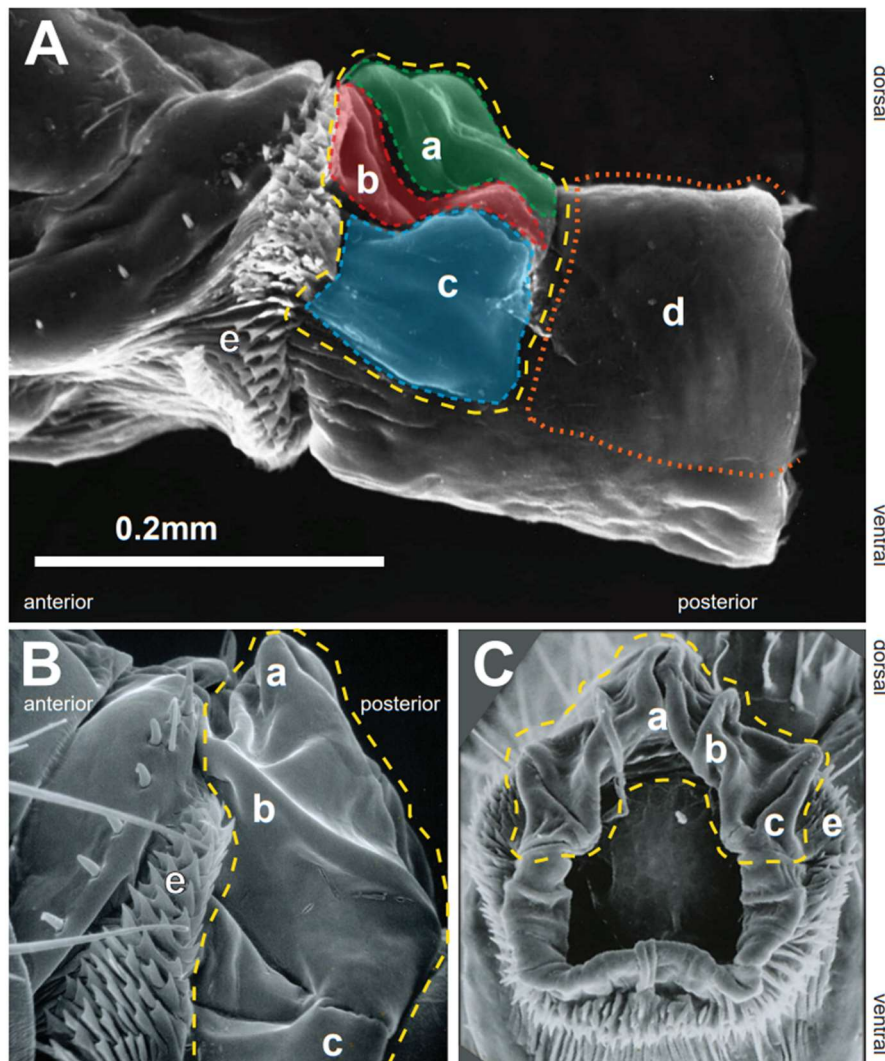 A
dorsal
a
b
c
d
e
0.2mm
ventral
anterior
posterior
B
anterior
posterior
a
b
e
c
C
dorsal
a
b
c
e
ventral